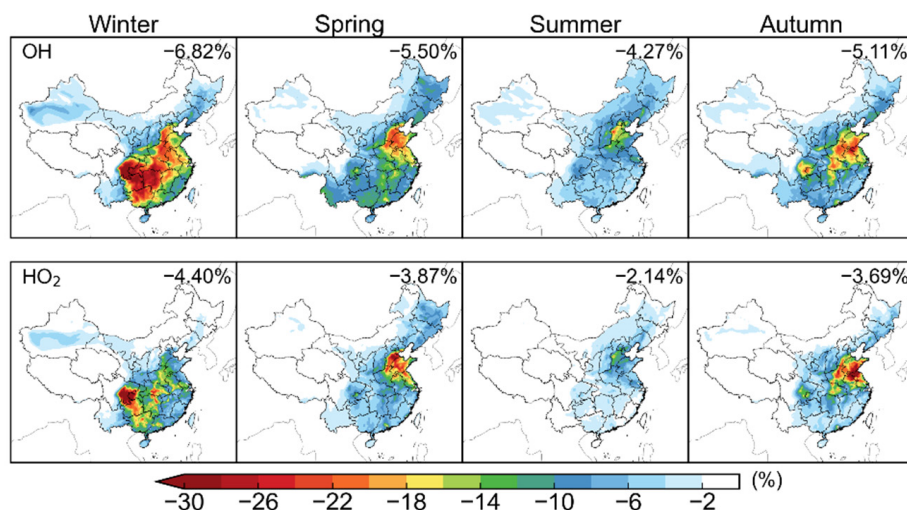 Winter Spring Summer Autumn
OH −6.82% −5.50% −4.27% −5.11%
HO₂ −4.40% −3.87% −2.14% −3.69%
−30 −26 −22 −18 −14 −10 −6 −2 (%)